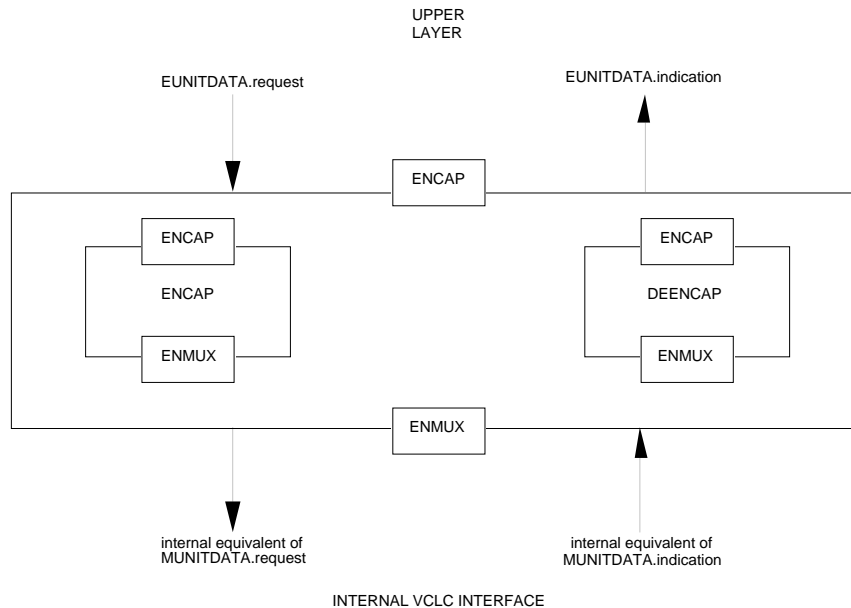 UPPER
LAYER
EUNITDATA.request
EUNITDATA.indication
ENCAP
ENCAP
ENCAP
ENCAP
DEENCAP
ENMUX
ENMUX
ENMUX
internal equivalent of
MUNITDATA.request
internal equivalent of
MUNITDATA.indication
INTERNAL VCLC INTERFACE